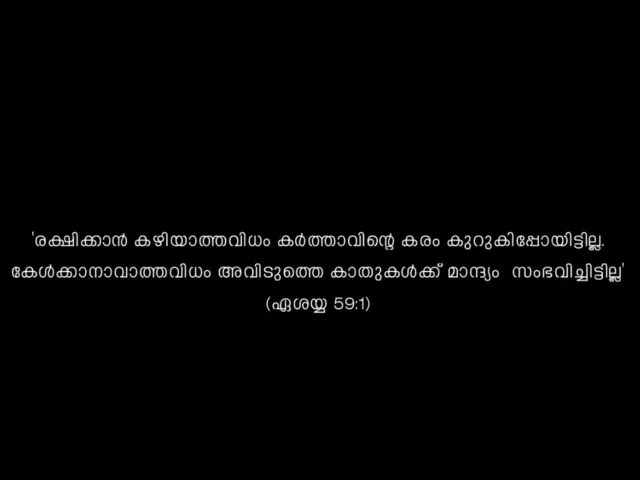 'രക്ഷിക്കാൻ കഴിയാത്തവിധം കർത്താവിന്റെ കരം കുറുകിപ്പോയിട്ടില്ല.
കേൾക്കാനാവാത്തവിധം അവിടുത്തെ കാതുകൾക്ക് മാന്ദ്യം സംഭവിച്ചിട്ടില്ല'
(ഏശയ്യ 59:1)